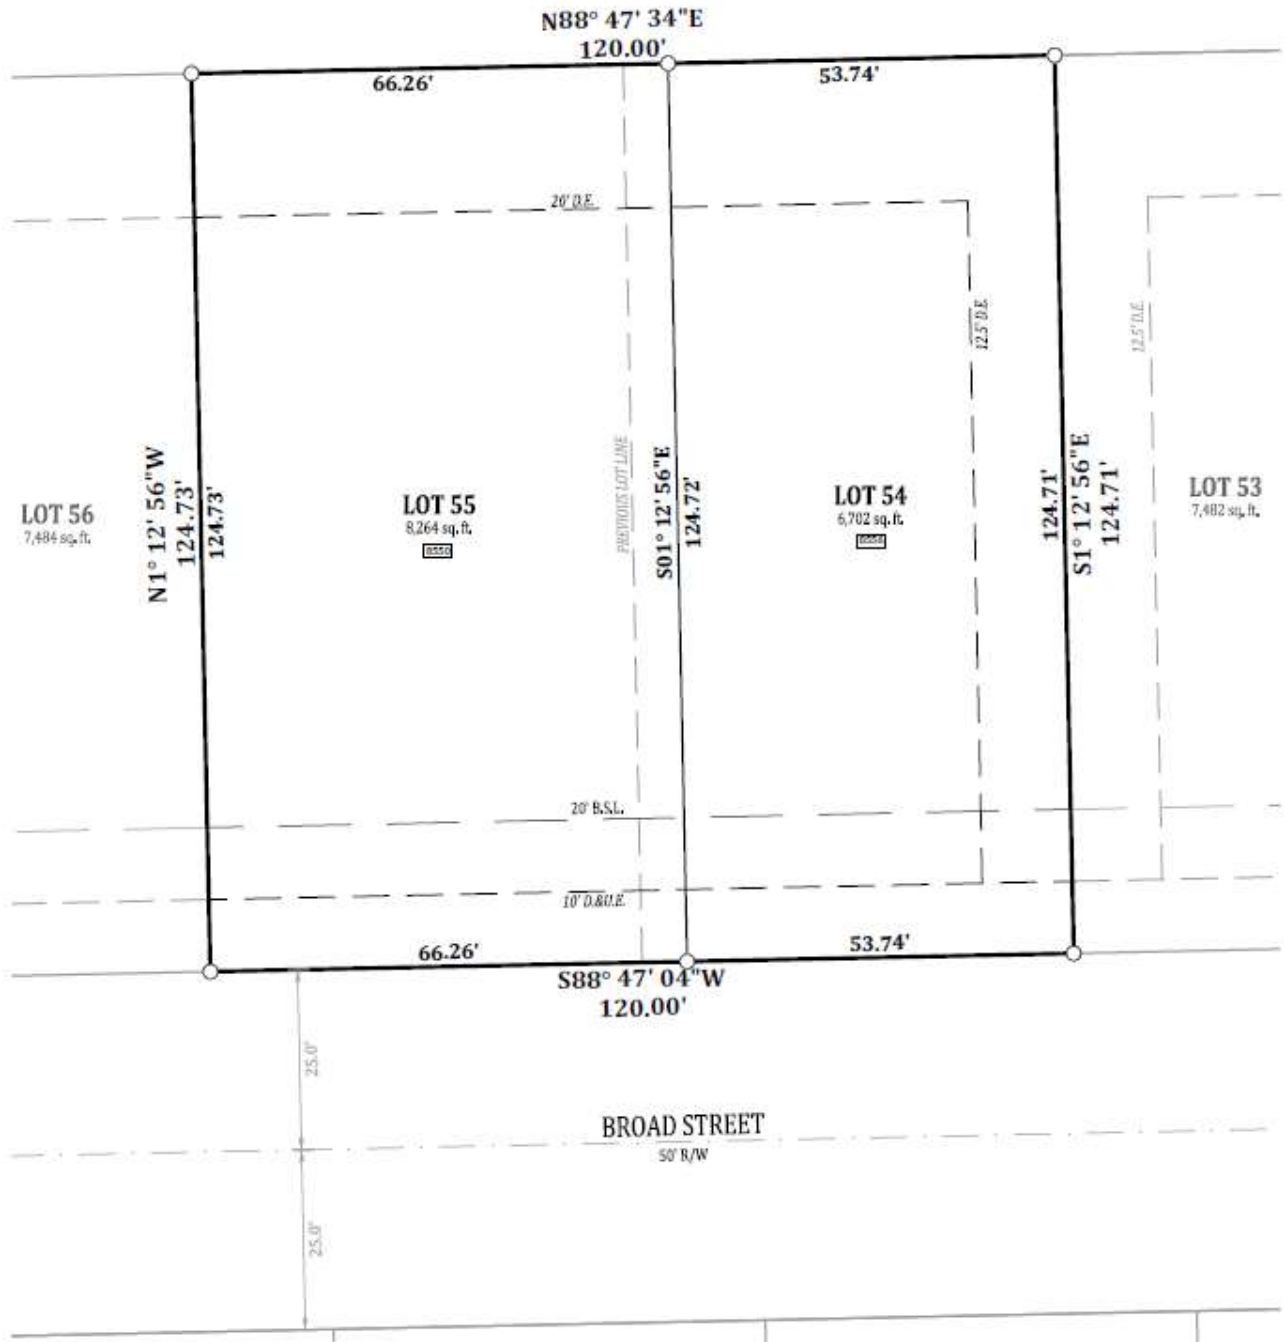 N88° 47' 34"E
120.00'
66.26'
53.74'
20' D.E.
12.5' D.E.
12.5' D.E.
N1° 12' 56"W
124.73'
124.73'
PREVIOUS LOT LINE
S01° 12' 56"E
124.72'
124.71'
S1° 12' 56"E
124.71'
LOT 56
7,484 sq. ft.
LOT 55
8,264 sq. ft.
8550
LOT 54
6,702 sq. ft.
LOT 53
7,482 sq. ft.
20' B.S.L.
10' D.&U.E.
66.26'
53.74'
S88° 47' 04"W
120.00'
25.0'
BROAD STREET
50' R/W
25.0'